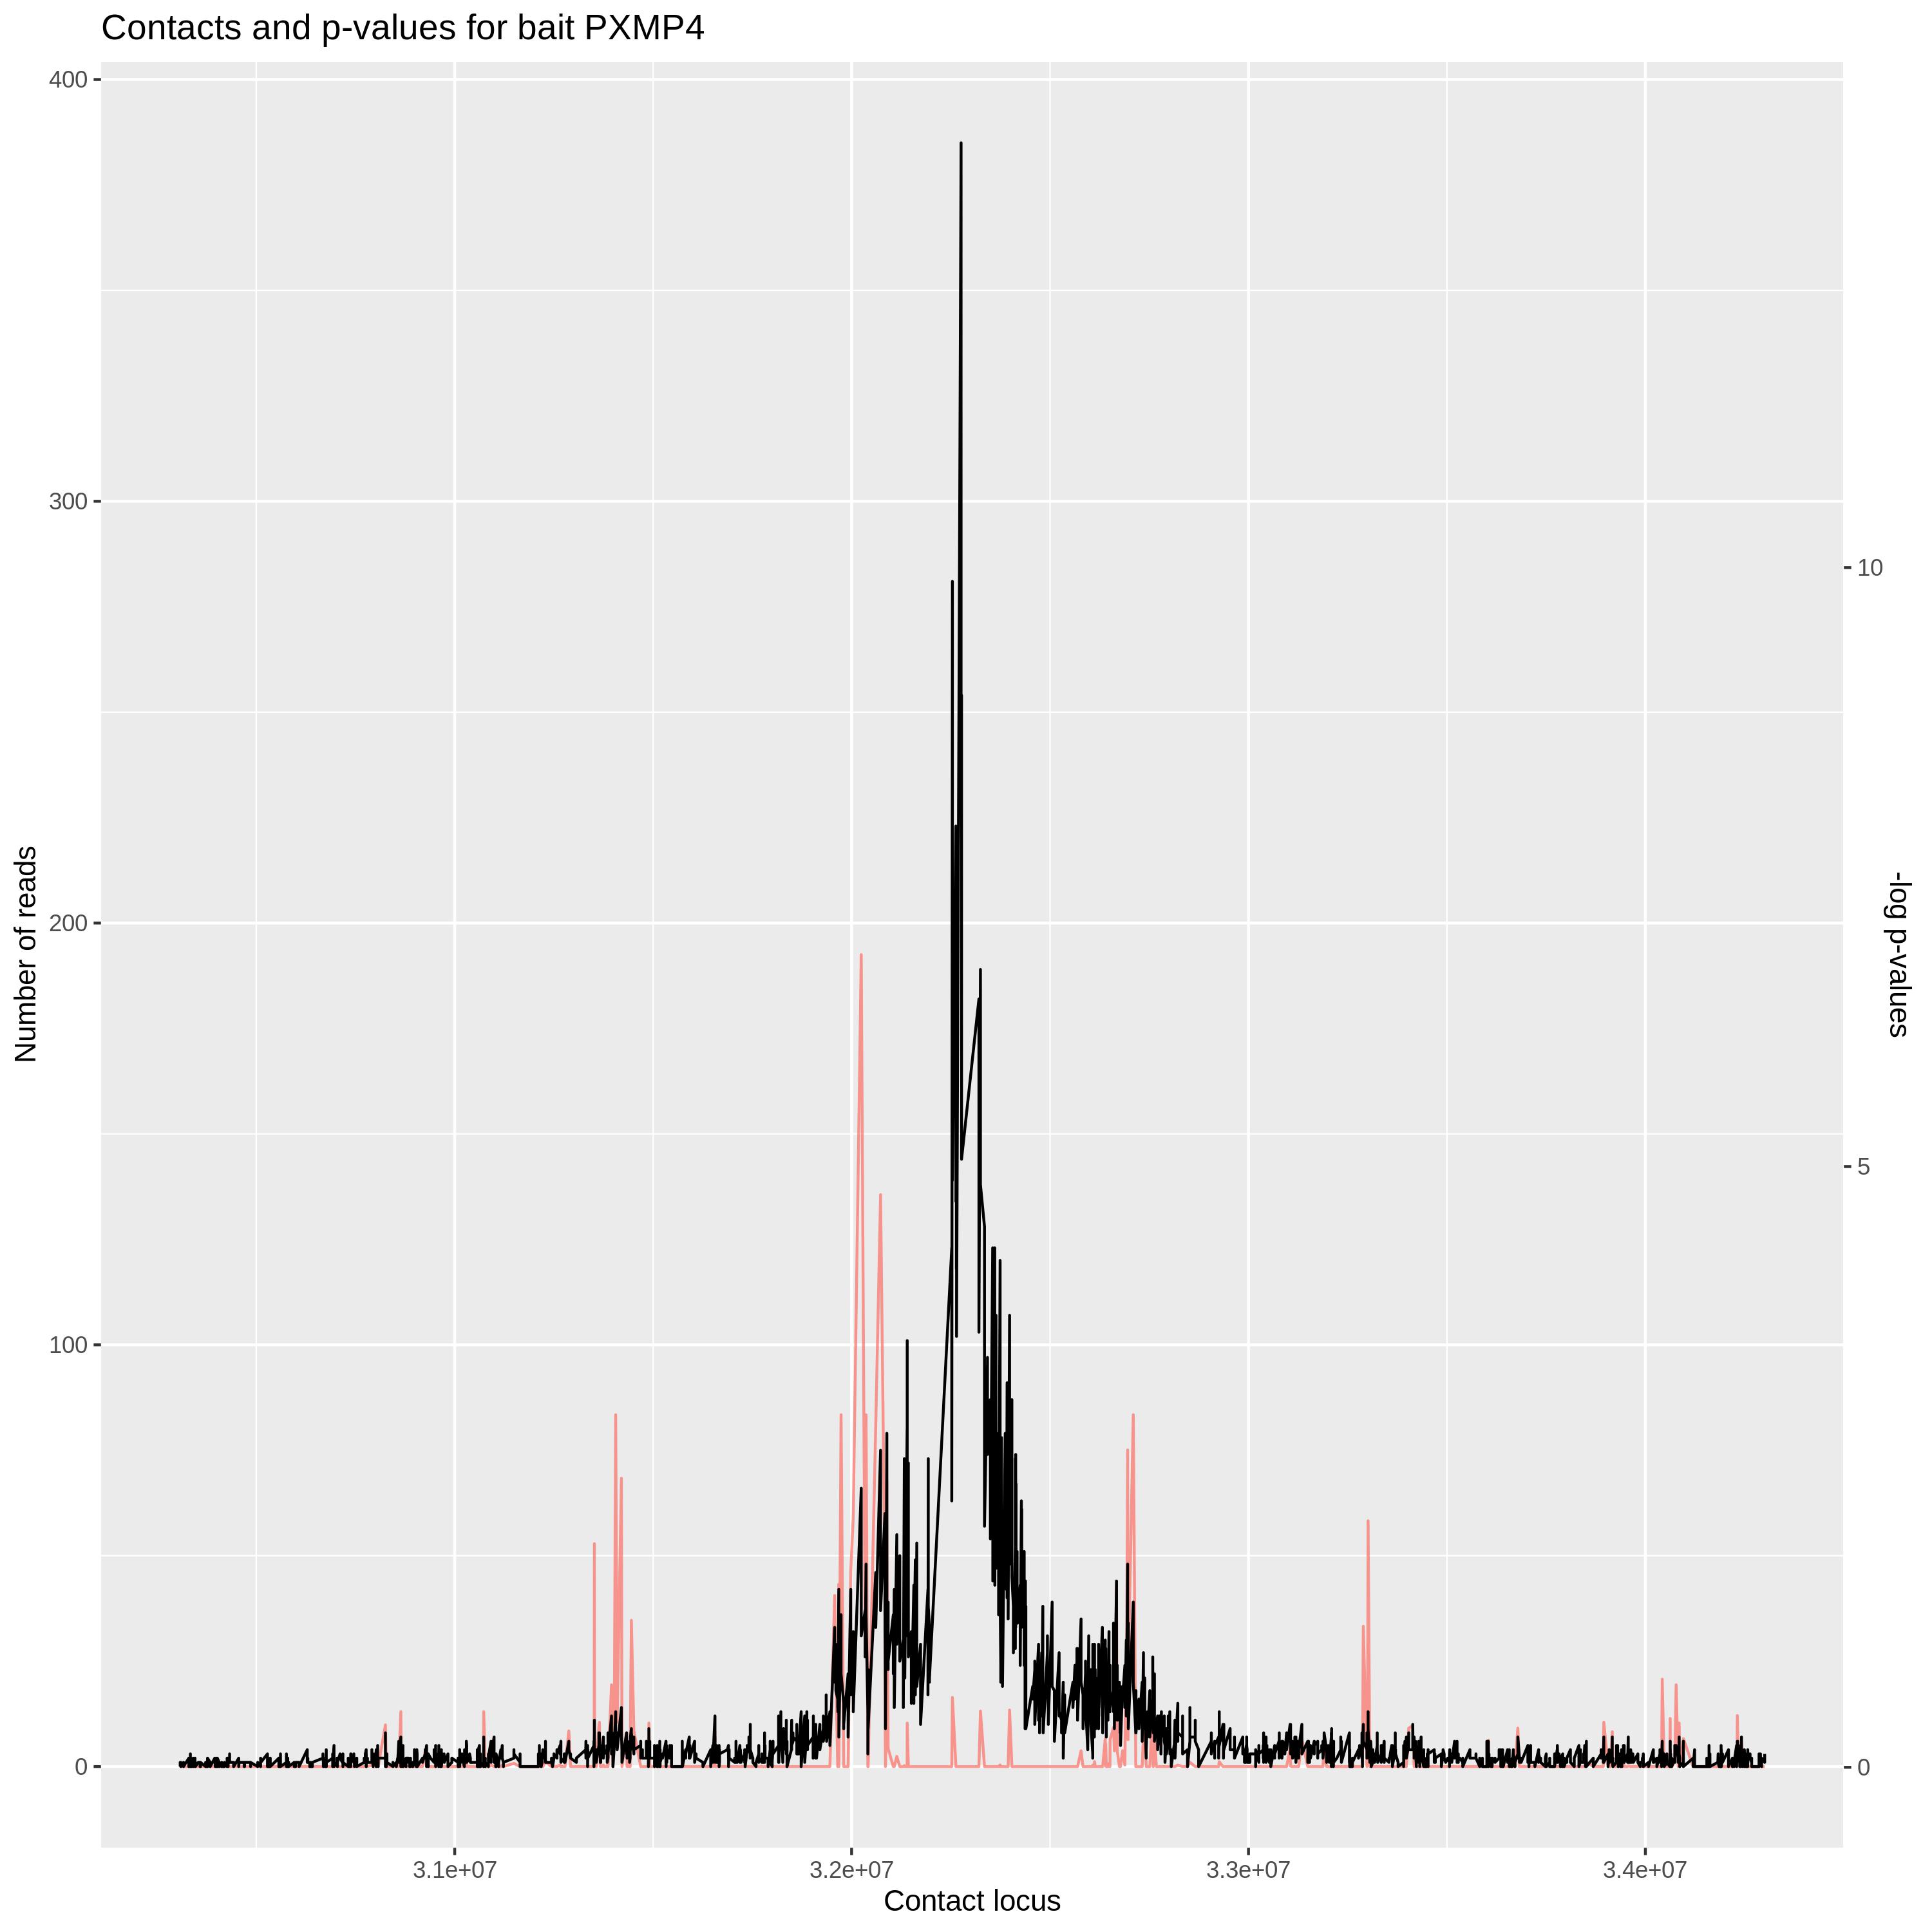 Contacts and p-values for bait PXMP4
400
300
200
100
0
Number of reads
10
5
0
-log p-values
3.1e+07
3.2e+07
3.3e+07
3.4e+07
Contact locus